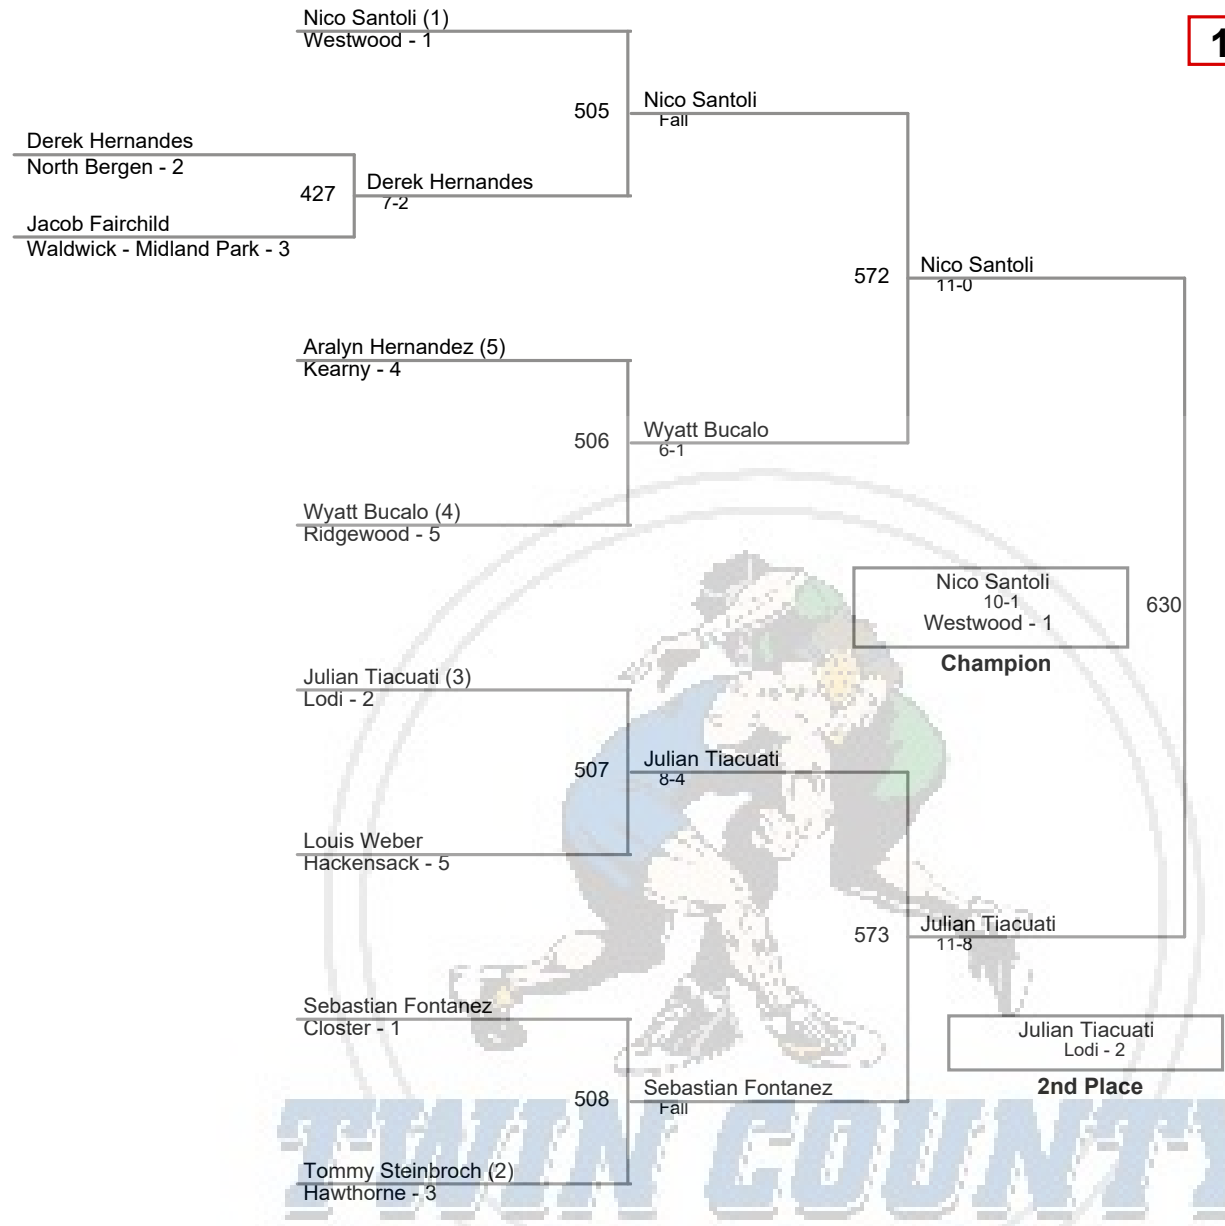 Nico Santoli (1)
Westwood - 1
1
505
Nico Santoli
Fall
Derek Hernandes
North Bergen - 2
427
Derek Hernandes
7-2
Jacob Fairchild
Waldwick - Midland Park - 3
572
Nico Santoli
11-0
Aralyn Hernandez (5)
Kearny - 4
506
Wyatt Bucalo
6-1
Wyatt Bucalo (4)
Ridgewood - 5
Nico Santoli
10-1
Westwood - 1
630
Champion
Julian Tiacuati (3)
Lodi - 2
507
Julian Tiacuati
8-4
Louis Weber
Hackensack - 5
573
Julian Tiacuati
11-8
Sebastian Fontanez
Closter - 1
Julian Tiacuati
Lodi - 2
2nd Place
508
Sebastian Fontanez
Fall
TWIN COUNTY
Tommy Steinbroch (2)
Hawthorne - 3